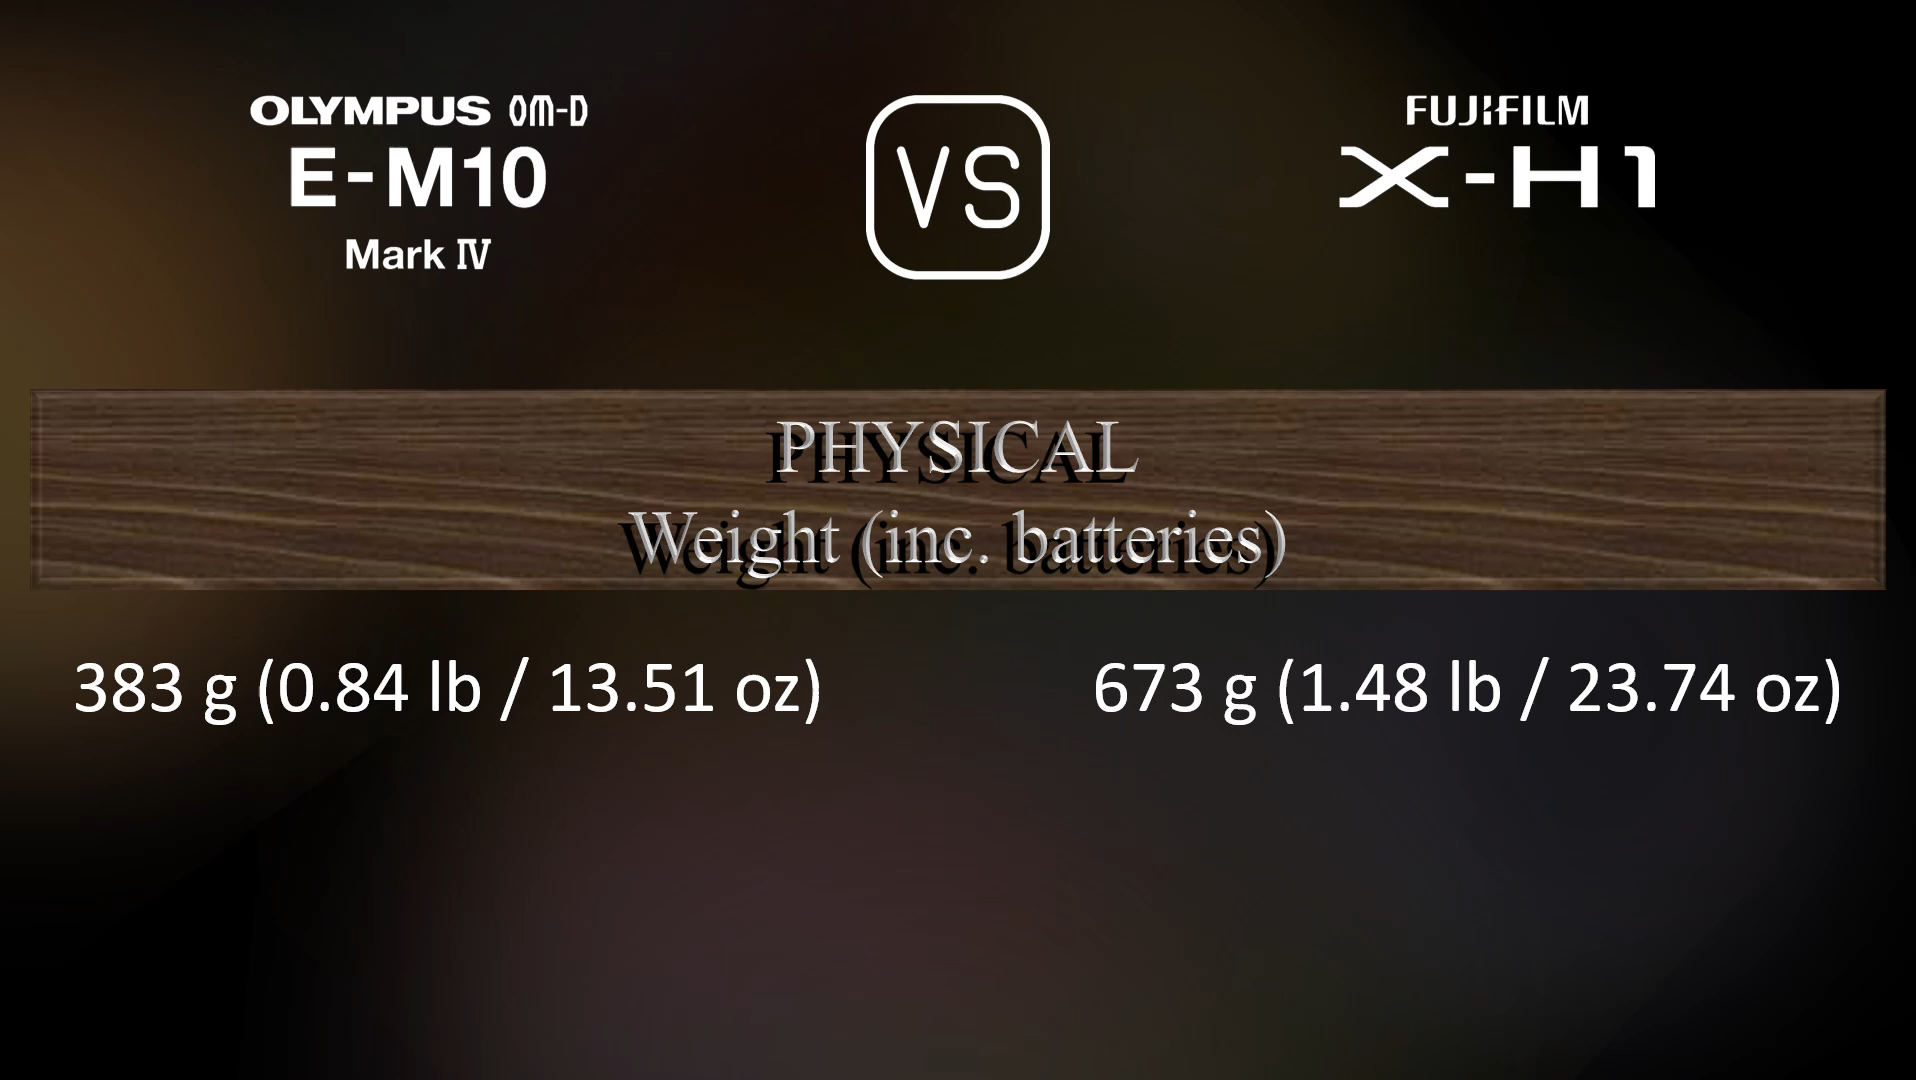 OLYMPUS OM-D
E-M10
Mark IV
VS
FUJIFILM
X-H1
PHYSICAL
Weight (inc. batteries)
383 g (0.84 lb / 13.51 oz)
673 g (1.48 lb / 23.74 oz)